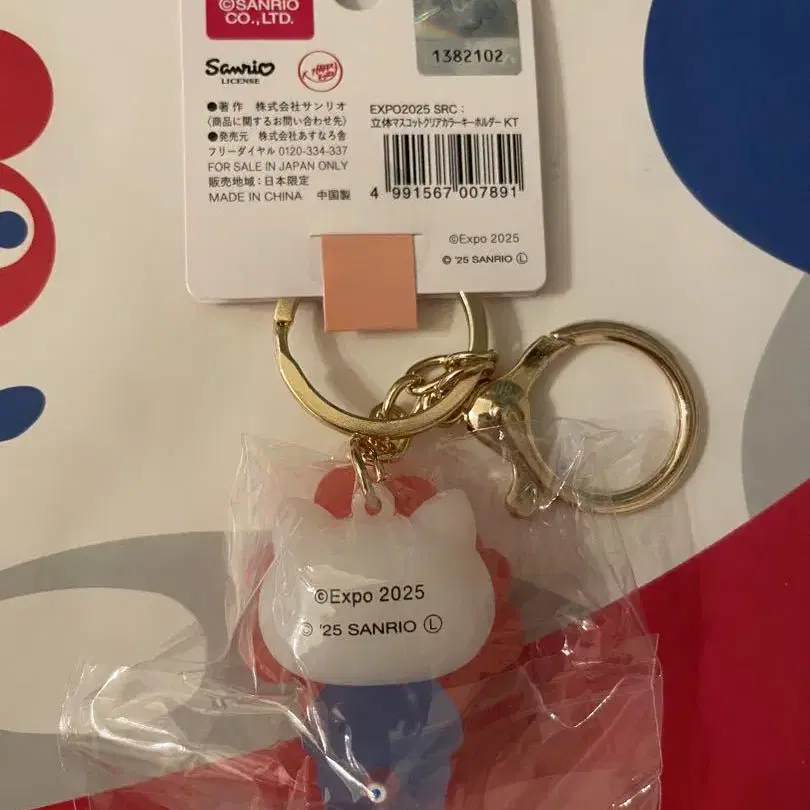 ©SANRIO
CO.,LTD.
Sanrio
LICENSE
●著作 株式会社サンリオ
〈商品に関するお問い合わせ先〉
●発売元 株式会社あすなろ舎
フリーダイヤル 0120-334-337
FOR SALE IN JAPAN ONLY
販売地域：日本限定
MADE IN CHINA 中国製
1382102
EXPO2025 SRC：
立体マスコットクリアカラーキーホルダー KT
4 991567 007891
©Expo 2025
© '25 SANRIO Ⓛ
©Expo 2025
© '25 SANRIO Ⓛ